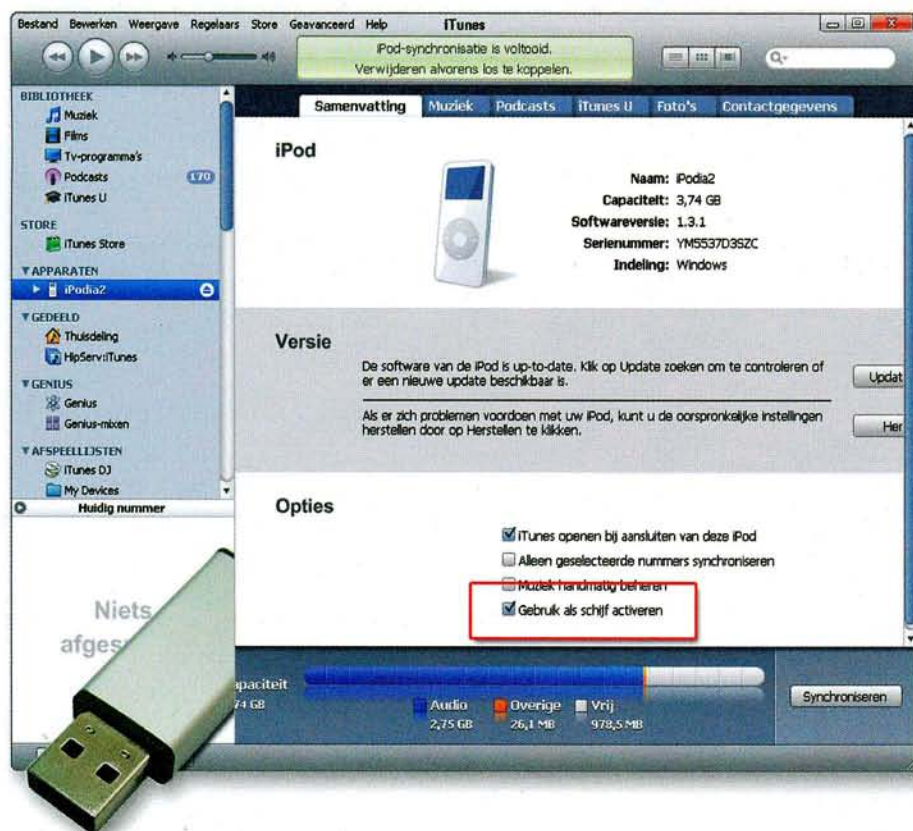 Bestand Bewerken Weergave Regelaars Store Geavanceerd Help iTunes
iPod-synchronisatie is voltooid.
Verwijderen alvorens los te koppelen.
BIBLIOTHEEK
Muziek
Films
Tv-programma's
Podcasts 170
iTunes U
STORE
iTunes Store
APPARATEN
iPodia2
GEDEELD
Thuisdeling
HipServ:iTunes
GENIUS
Genius
Genius-mixen
AFSPEELLIJSTEN
iTunes DJ
My Devices
Huidig nummer
Niets
afges
Samenvatting Muziek Podcasts iTunes U Foto's Contactgegevens
iPod
Naam: iPodia2
Capaciteit: 3,74 GB
Softwareversie: 1.3.1
Serienummer: YM5537D3SZC
Indeling: Windows
Versie
De software van de iPod is up-to-date. Klik op Update zoeken om te controleren of
er een nieuwe update beschikbaar is.
Updat
Als er zich problemen voordoen met uw iPod, kunt u de oorspronkelijke instellingen
herstellen door op Herstellen te klikken.
Her
Opties
iTunes openen bij aansluiten van deze iPod
Alleen geselecteerde nummers synchroniseren
Muziek handmatig beheren
Gebruik als schijf activeren
apaciteit
74 GB
Audio Overige Vrij
2,75 GB 26,1 MB 978,5 MB
Synchroniseren